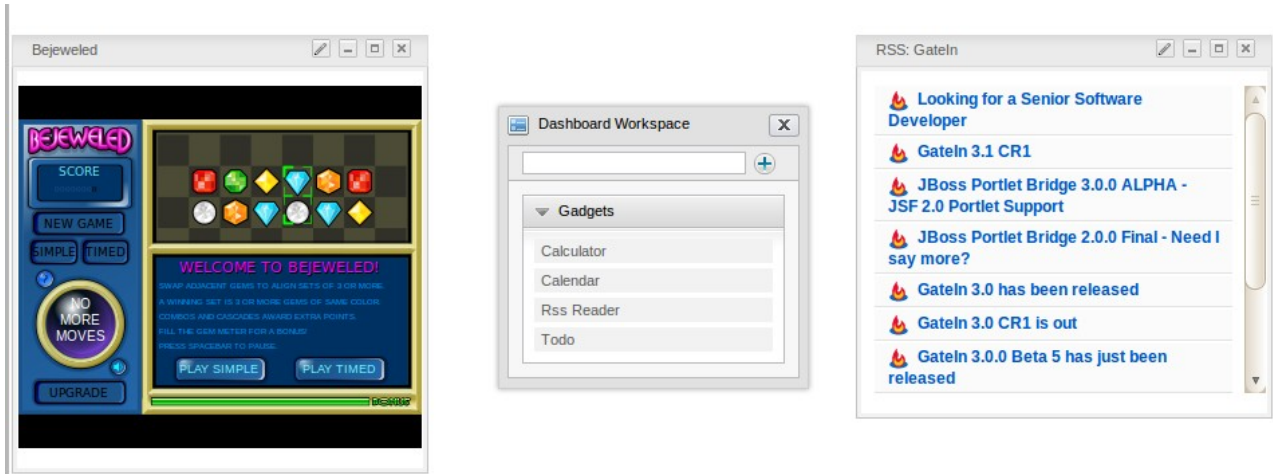 Bejeweled
BEJEWELED
SCORE
NEW GAME
SIMPLE TIMED
NO
MORE
MOVES
UPGRADE
WELCOME TO BEJEWELED!
SWAP ADJACENT GEMS TO ALIGN SETS OF 3 OR MORE.
A WINNING SET IS 3 OR MORE GEMS OF SAME COLOR.
COMBOS AND CASCADES AWARD EXTRA POINTS.
FILL THE GEM METER FOR A BONUS!
PRESS SPACEBAR TO PAUSE.
PLAY SIMPLE PLAY TIMED
BONUS
Dashboard Workspace
Gadgets
Calculator
Calendar
Rss Reader
Todo
RSS: GateIn
Looking for a Senior Software
Developer
GateIn 3.1 CR1
JBoss Portlet Bridge 3.0.0 ALPHA -
JSF 2.0 Portlet Support
JBoss Portlet Bridge 2.0.0 Final - Need I
say more?
GateIn 3.0 has been released
GateIn 3.0 CR1 is out
GateIn 3.0.0 Beta 5 has just been
released